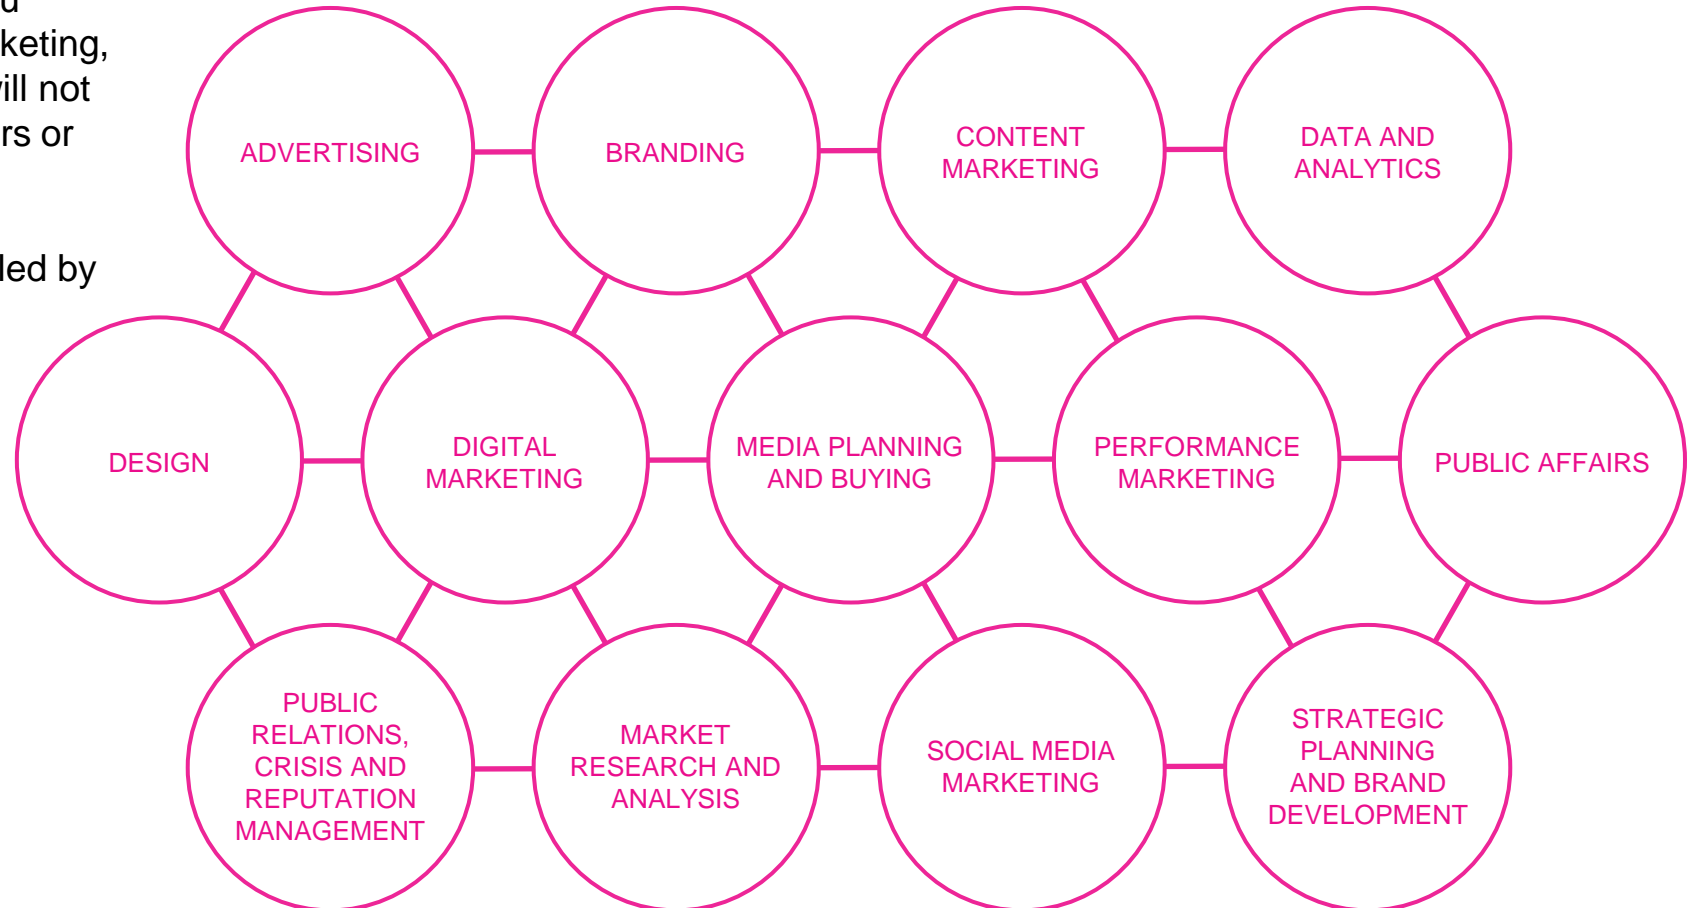 keting,
will not
rs or
led by
ADVERTISING
BRANDING
CONTENT
MARKETING
DATA AND
ANALYTICS
DESIGN
DIGITAL
MARKETING
MEDIA PLANNING
AND BUYING
PERFORMANCE
MARKETING
PUBLIC AFFAIRS
PUBLIC
RELATIONS,
CRISIS AND
REPUTATION
MANAGEMENT
MARKET
RESEARCH AND
ANALYSIS
SOCIAL MEDIA
MARKETING
STRATEGIC
PLANNING
AND BRAND
DEVELOPMENT